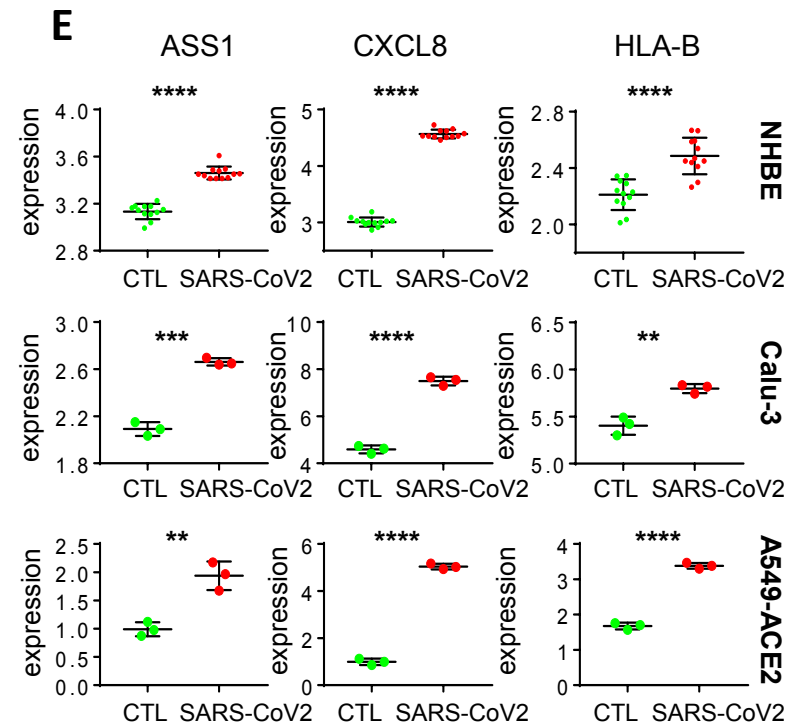 E
ASS1 CXCL8 HLA-B
**** **** ****
expression 4.0 3.6 3.2 2.8 CTL SARS-CoV2
expression 5 4 3 CTL SARS-CoV2
expression 2.8 2.4 2.0 CTL SARS-CoV2
NHBE
*** **** **
expression 3.0 2.6 2.2 1.8 CTL SARS-CoV2
expression 10 8 6 4 CTL SARS-CoV2
expression 6.5 6.0 5.5 5.0 CTL SARS-CoV2
Calu-3
** **** ****
expression 2.5 2.0 1.5 1.0 0.5 0.0 CTL SARS-CoV2
expression 6 4 2 0 CTL SARS-CoV2
expression 4 3 2 1 0 CTL SARS-CoV2
A549-ACE2